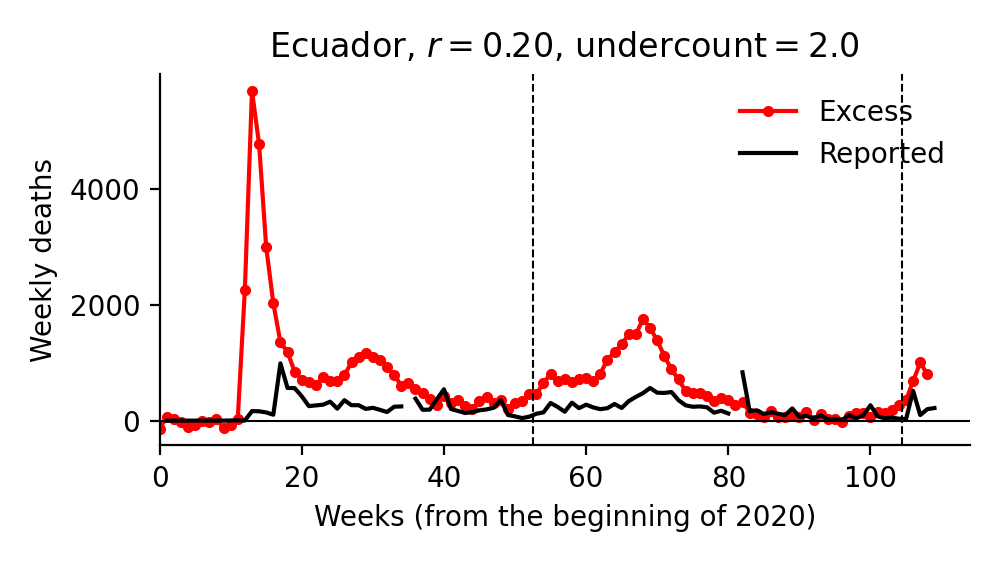 Ecuador, r = 0.20, undercount = 2.0
Excess
Reported
Weekly deaths
4000
2000
0
0 20 40 60 80 100
Weeks (from the beginning of 2020)